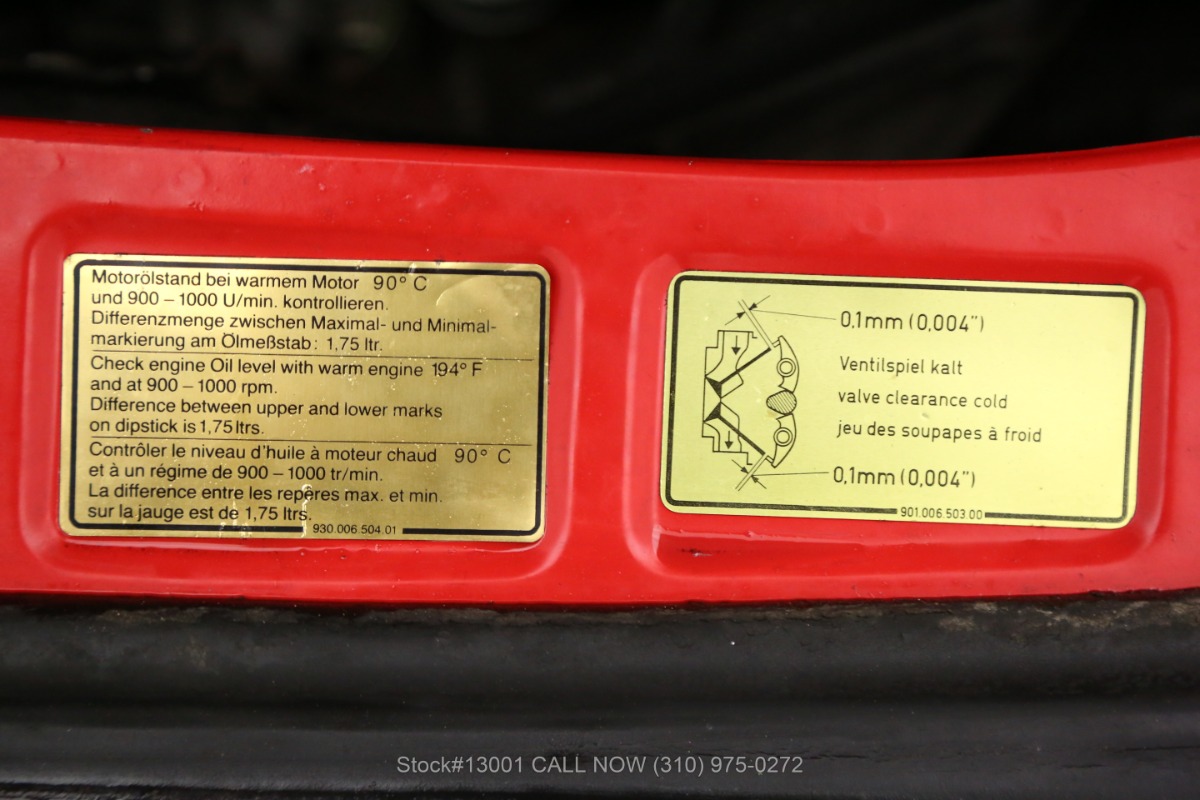 Motorölstand bei warmem Motor 90° C
und 900 – 1000 U/min. kontrollieren.
Differenzmenge zwischen Maximal- und Minimal-
markierung am Ölmeßstab: 1,75 ltr.
Check engine Oil level with warm engine 194° F
and at 900 – 1000 rpm.
Difference between upper and lower marks
on dipstick is 1,75 ltrs.
Contrôler le niveau d'huile à moteur chaud 90° C
et à un régime de 900 – 1000 tr/min.
La différence entre les repères max. et min.
sur la jauge est de 1,75 ltrs.
930.006.504.01
0,1mm (0,004")
Ventilspiel kalt
valve clearance cold
jeu des soupapes à froid
0,1mm (0,004")
901.006.503.00
Stock#13001 CALL NOW (310) 975-0272